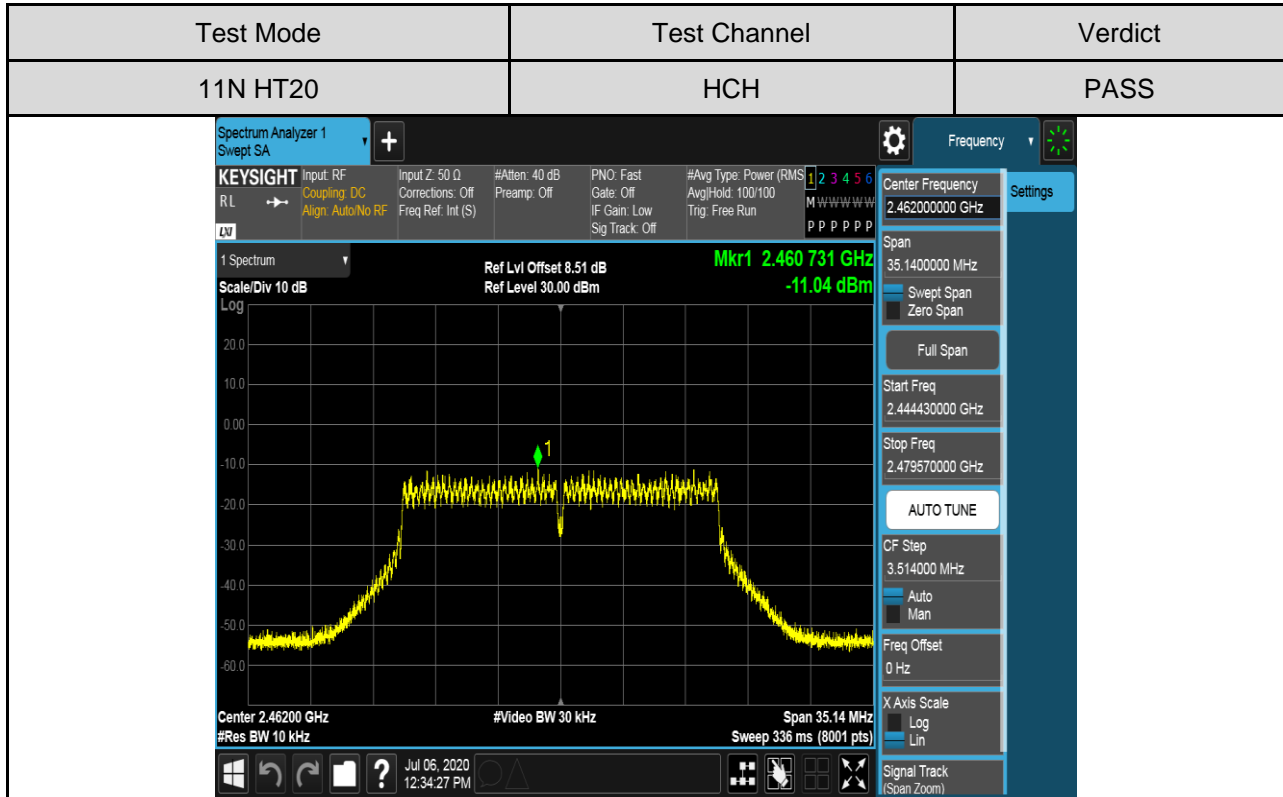 Test Mode Test Channel Verdict
11N HT20 HCH PASS
Spectrum Analyzer 1
Swept SA
+
Frequency
KEYSIGHT
RL
LXI
Input: RF
Coupling: DC
Align: Auto/No RF
Input Z: 50 Ω
Corrections: Off
Freq Ref: Int (S)
#Atten: 40 dB
Preamp: Off
PNO: Fast
Gate: Off
IF Gain: Low
Sig Track: Off
#Avg Type: Power (RMS
Avg|Hold: 100/100
Trig: Free Run
1 2 3 4 5 6
M W W W W W
P P P P P P
1 Spectrum
Scale/Div 10 dB
Ref Lvl Offset 8.51 dB
Ref Level 30.00 dBm
Mkr1 2.460 731 GHz
-11.04 dBm
Log
20.0
10.0
0.00
-10.0
-20.0
-30.0
-40.0
-50.0
-60.0
1
Center 2.46200 GHz
#Res BW 10 kHz
#Video BW 30 kHz
Span 35.14 MHz
Sweep 336 ms (8001 pts)
?
Jul 06, 2020
12:34:27 PM
Center Frequency
2.462000000 GHz
Span
35.1400000 MHz
Swept Span
Zero Span
Full Span
Start Freq
2.444430000 GHz
Stop Freq
2.479570000 GHz
AUTO TUNE
CF Step
3.514000 MHz
Auto
Man
Freq Offset
0 Hz
X Axis Scale
Log
Lin
Signal Track
(Span Zoom)
Settings